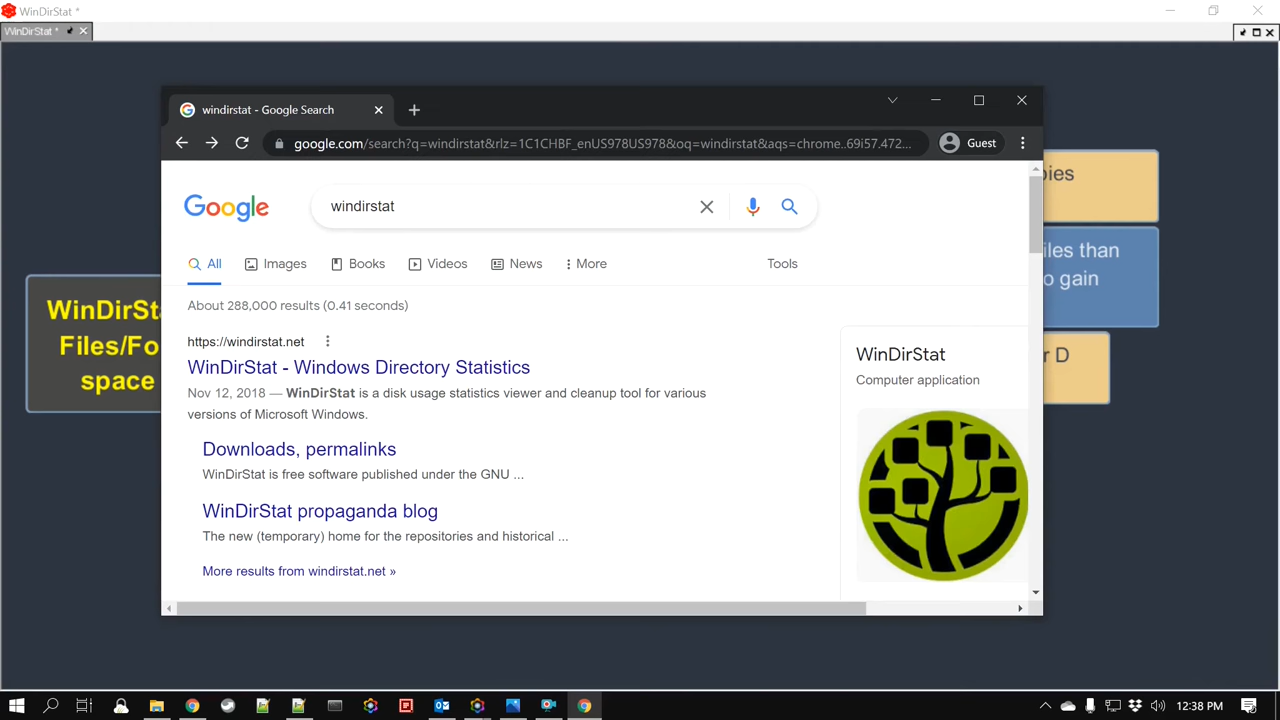 WinDirStat *
WinDirStat *
windirstat - Google Search
google.com/search?q=windirstat&rlz=1C1CHBF_enUS978US978&oq=windirstat&aqs=chrome..69i57.472...
Guest
Google
windirstat
All
Images
Books
Videos
News
More
Tools
About 288,000 results (0.41 seconds)
https://windirstat.net
WinDirStat - Windows Directory Statistics
Nov 12, 2018 — WinDirStat is a disk usage statistics viewer and cleanup tool for various
versions of Microsoft Windows.
Downloads, permalinks
WinDirStat is free software published under the GNU ...
WinDirStat propaganda blog
The new (temporary) home for the repositories and historical ...
More results from windirstat.net »
WinDirStat
Computer application
WinDirSt
Files/Fo
space
pies
iles than
o gain
r D
12:38 PM